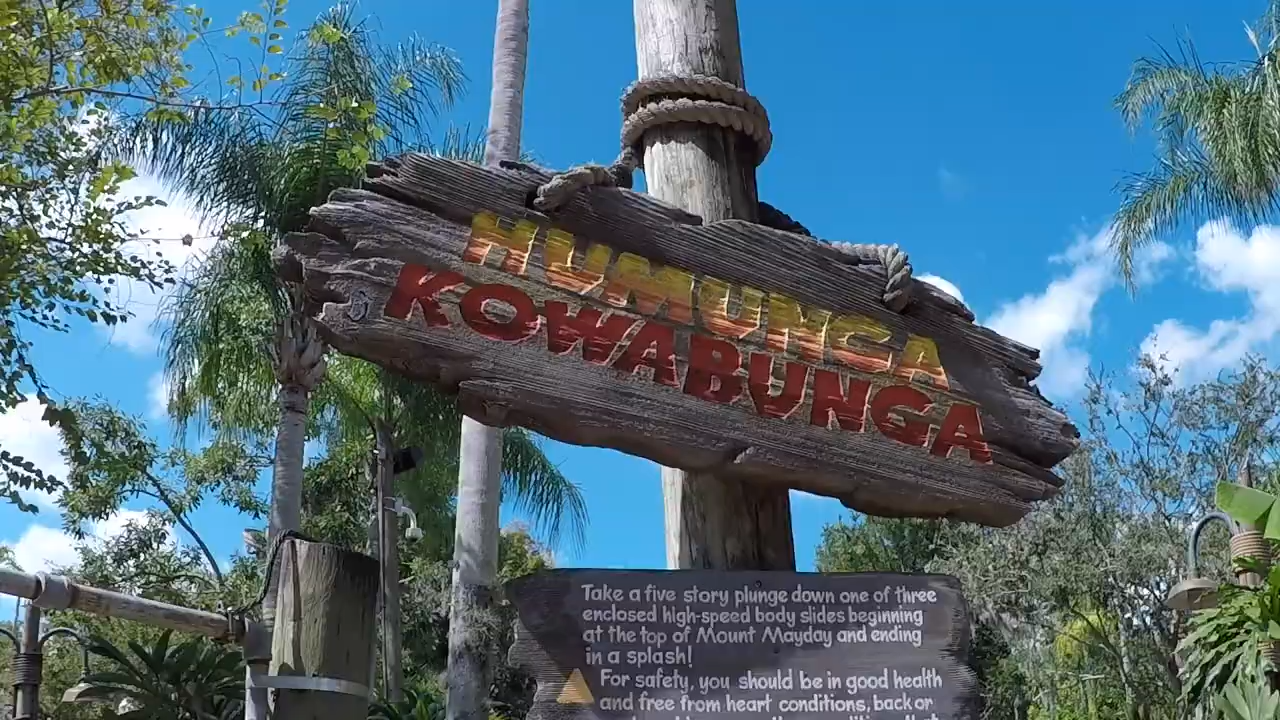 HUMUNGA
KOWABUNGA
Take a five story plunge down one of three
enclosed high-speed body slides beginning
at the top of Mount Mayday and ending
in a splash!
For safety, you should be in good health
and free from heart conditions, back or